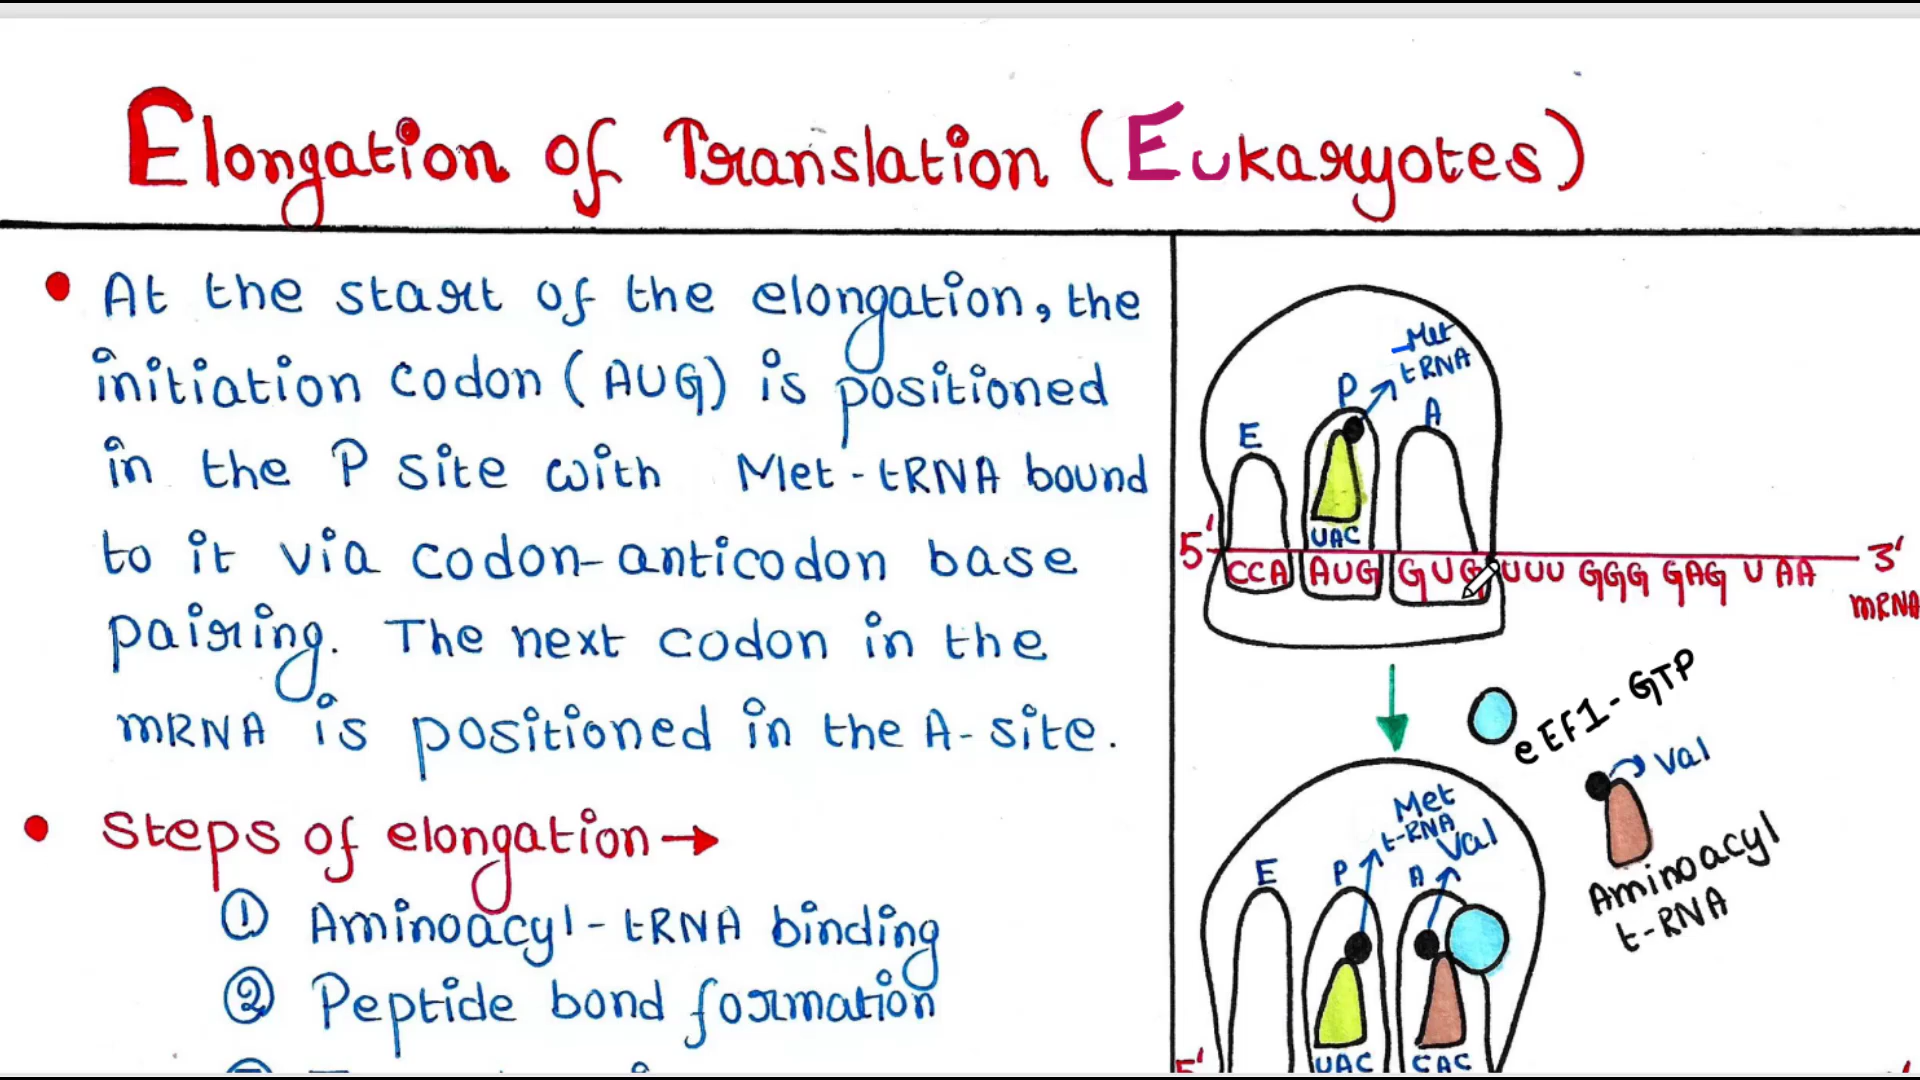 Elongation of Translation (Eukaryotes)
• At the start of the elongation, the
initiation codon (AUG) is positioned
in the P site with Met-tRNA bound
to it via codon-anticodon base
pairing. The next codon in the
mRNA is positioned in the A-site.
• Steps of elongation →
① Aminoacyl-tRNA binding
② Peptide bond formation
Met
tRNA
E P A
UAC
5' CCA AUG GUG UUU GGG GAG UAA 3'
mRNA
eEF1-GTP
Val
Aminoacyl
t-RNA
Met
t-RNA Val
E P A
UAC CAC
5'